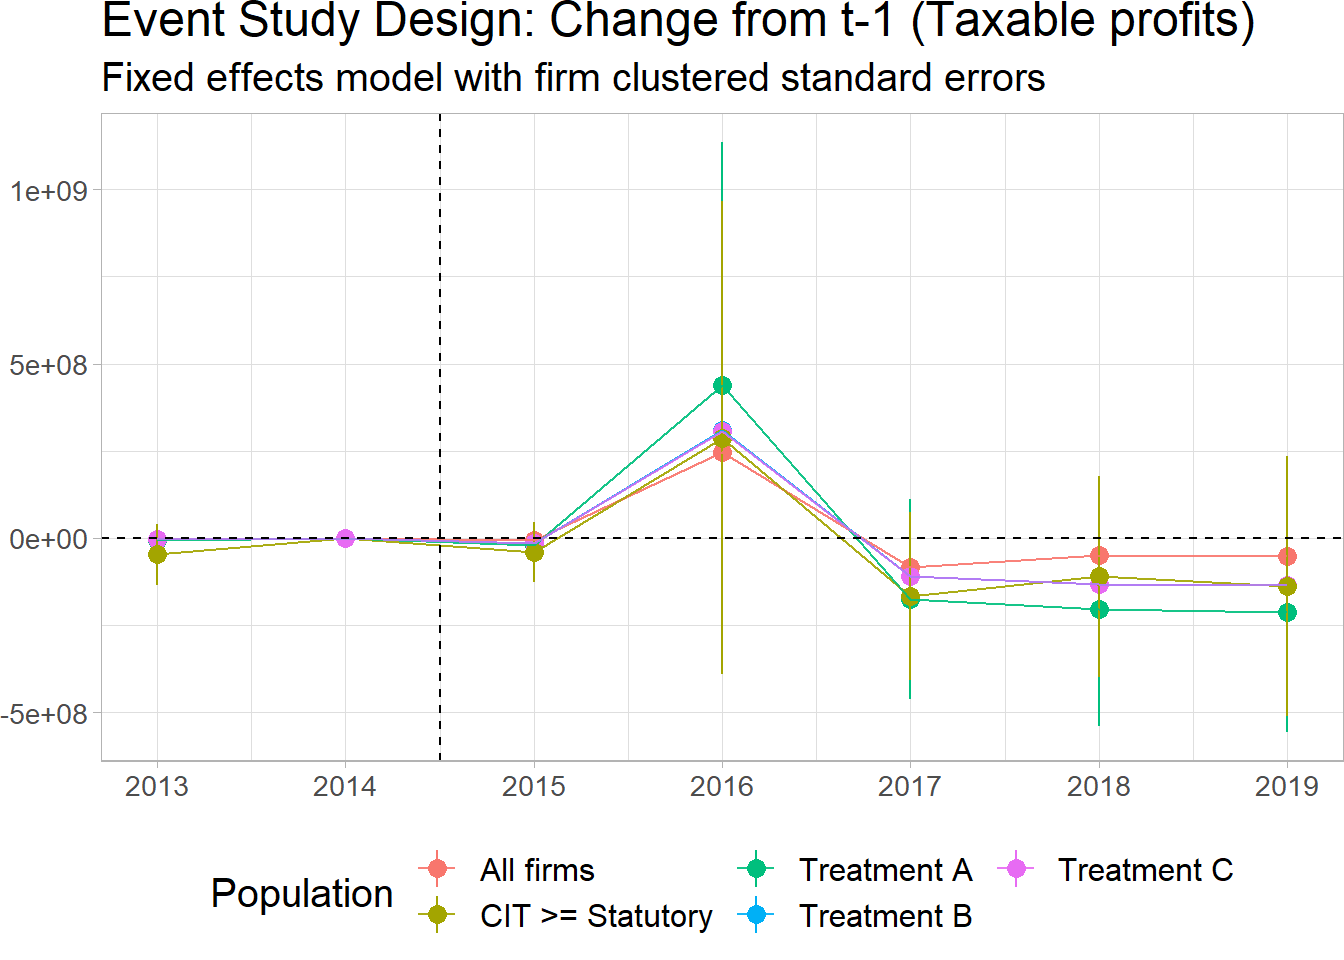 Event Study Design: Change from t-1 (Taxable profits)
Fixed effects model with firm clustered standard errors
1e+09
5e+08
0e+00
-5e+08
2013 2014 2015 2016 2017 2018 2019
Population
All firms Treatment A Treatment C
CIT >= Statutory Treatment B